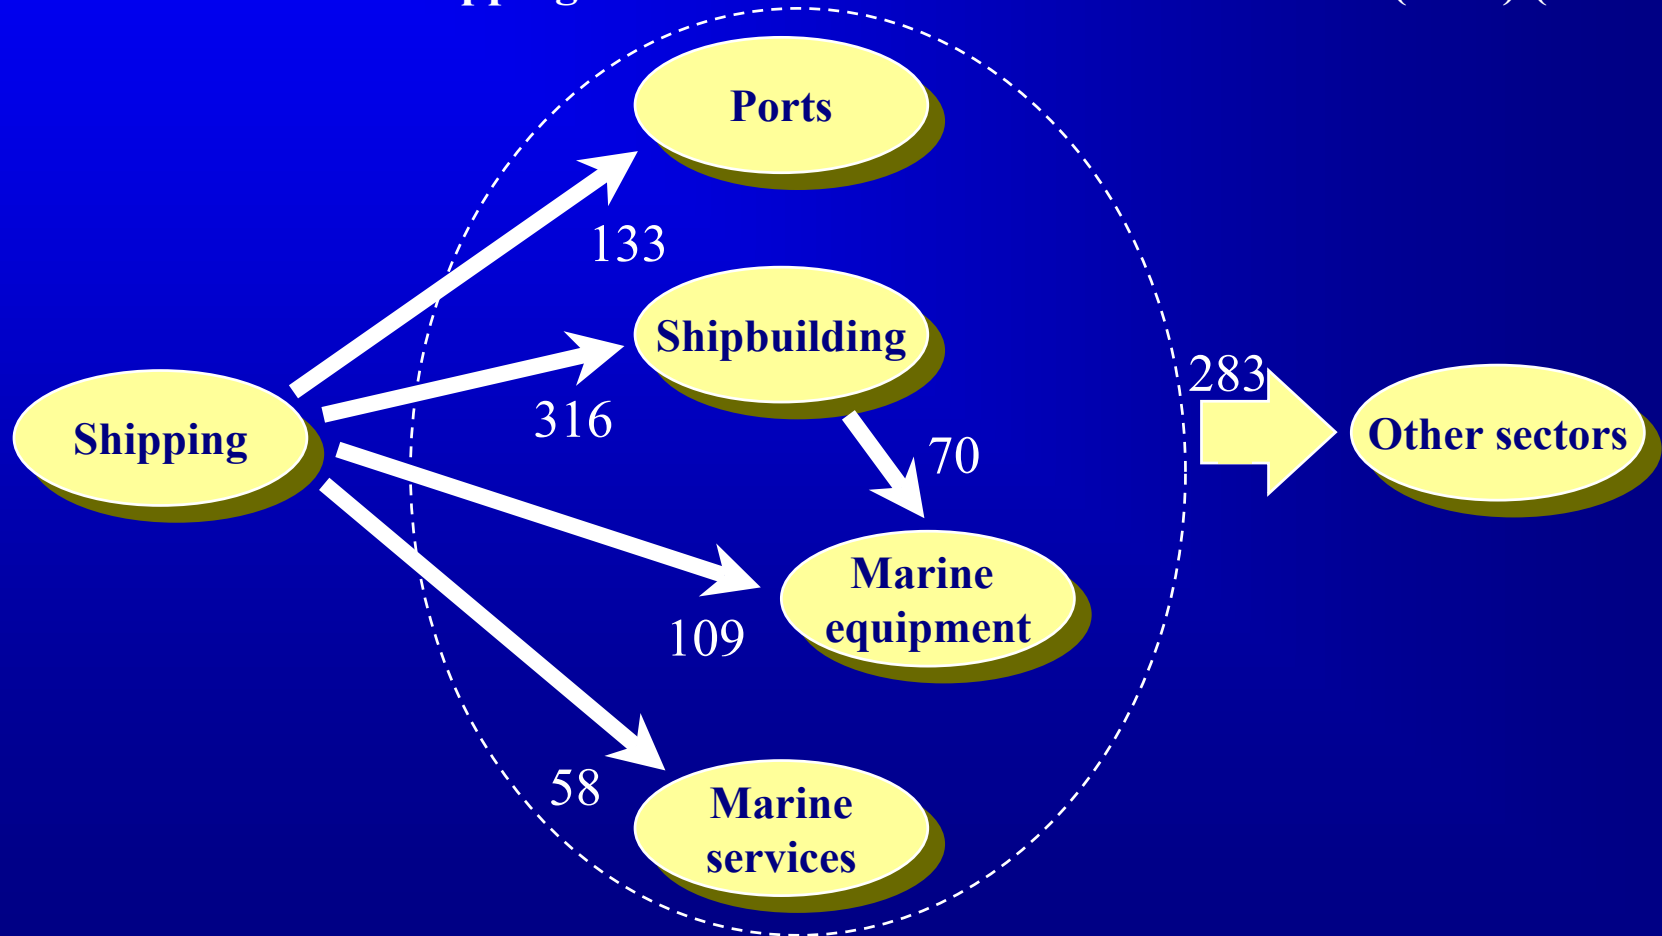 Ports
133
Shipbuilding
316
283
Shipping
Other sectors
70
Marine
equipment
109
58
Marine
services